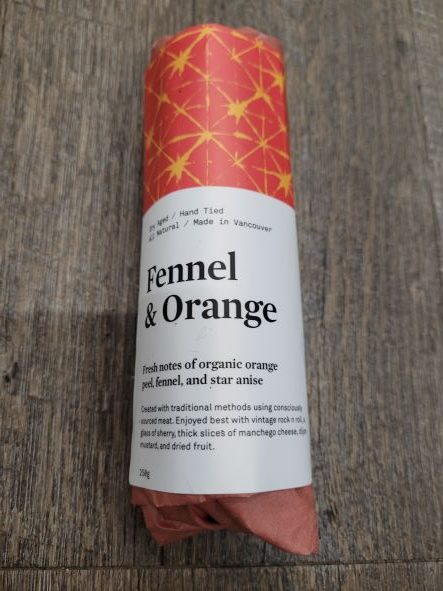 Dry Aged / Hand Tied
All Natural / Made in Vancouver
Fennel
& Orange
Fresh notes of organic orange
peel, fennel, and star anise
Created with traditional methods using consciously
sourced meat. Enjoyed best with vintage rock n roll, a
glass of sherry, thick slices of manchego cheese, dijon
mustard, and dried fruit.
250g